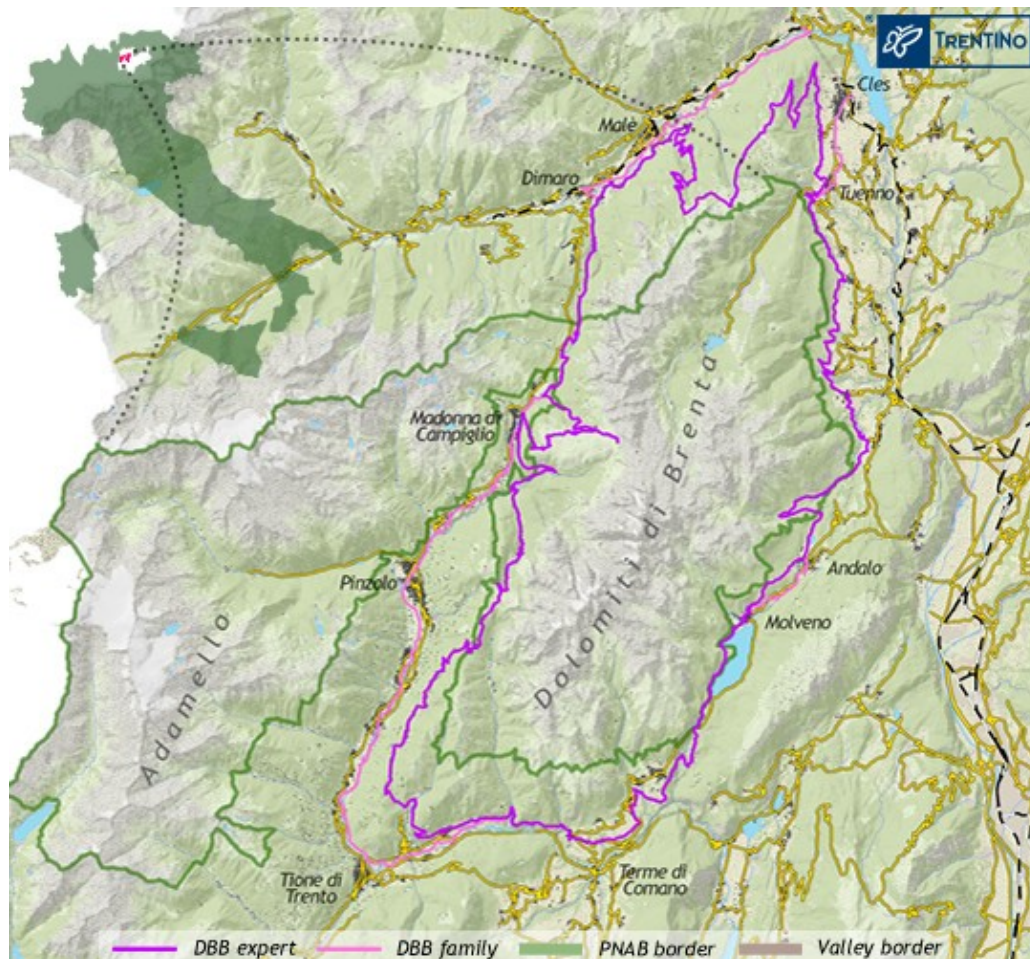 TRENTINO
Cles
Malè
Dimaro
Tuenno
Madonna di
Campiglio
Dolomiti di Brenta
Pinzolo
Andalo
Molveno
Adamello
Tione di
Trento
Terme di
Comano
DBB expert
DBB family
PNAB border
Valley border